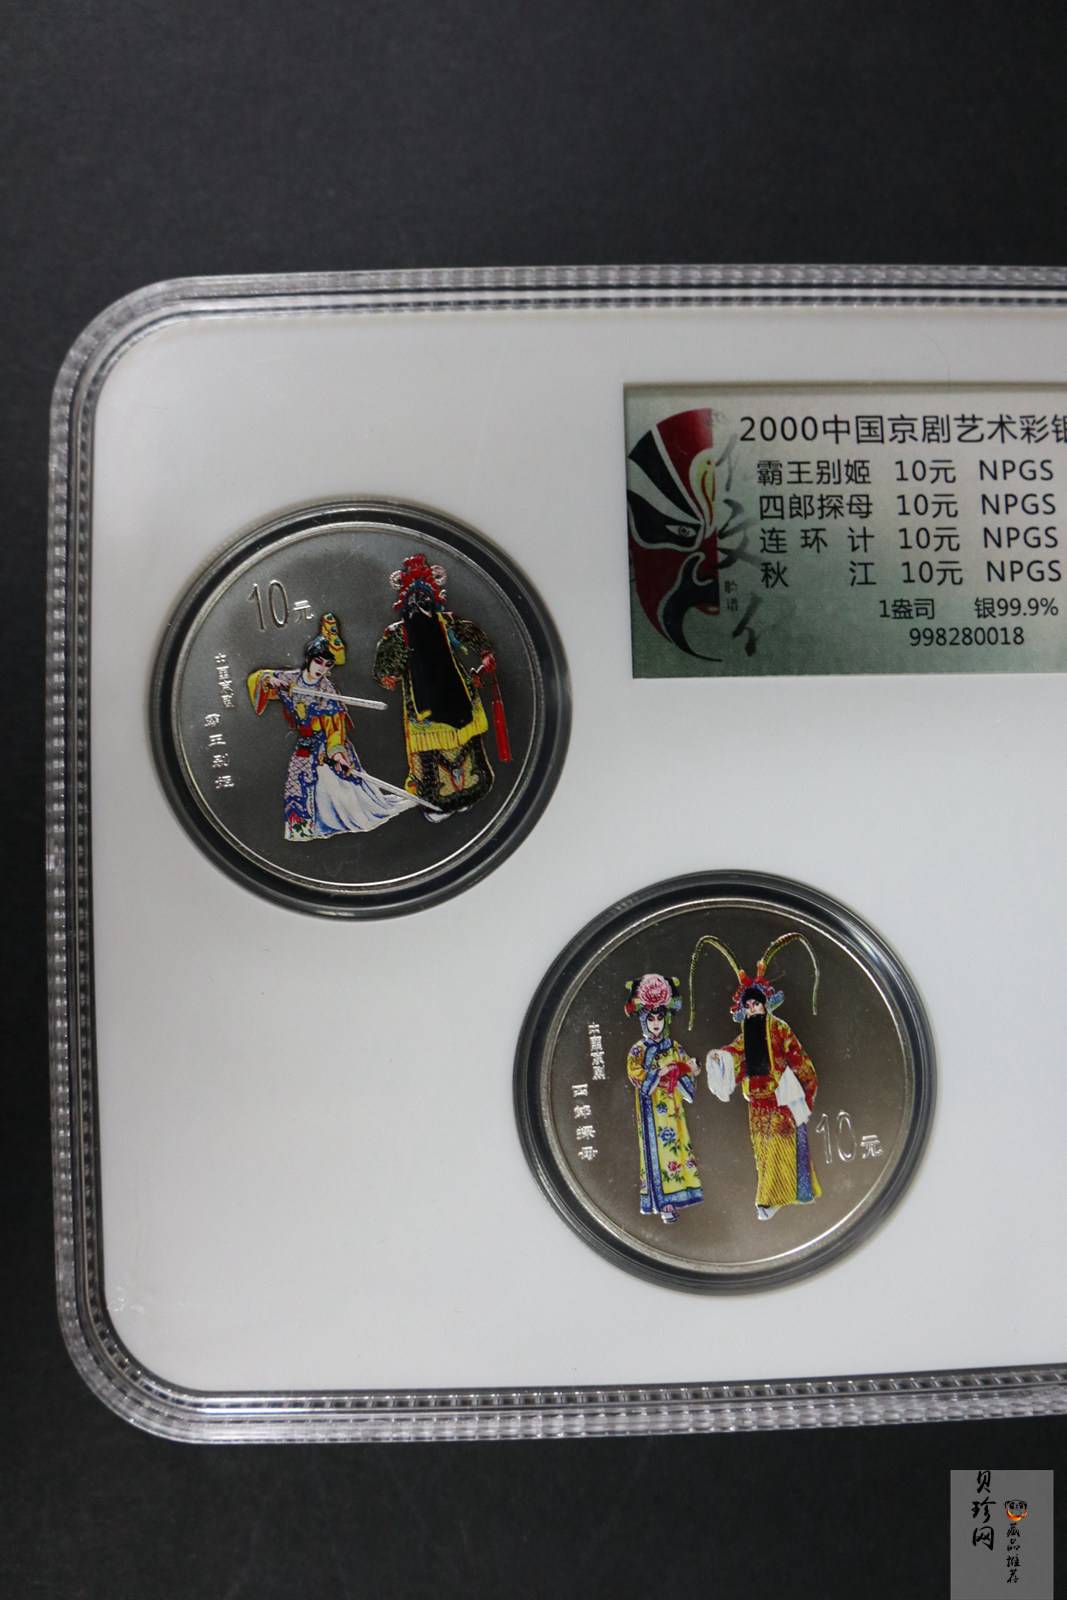 2000中国京剧艺术彩银
霸王别姬 10元 NPGS
四郎探母 10元 NPGS
连环计 10元 NPGS
秋江 10元 NPGS
1盎司 银99.9%
998280018
10元
中国京剧
霸王别姬
中国京剧
四郎探母
10元
贝珍网
藏品推荐